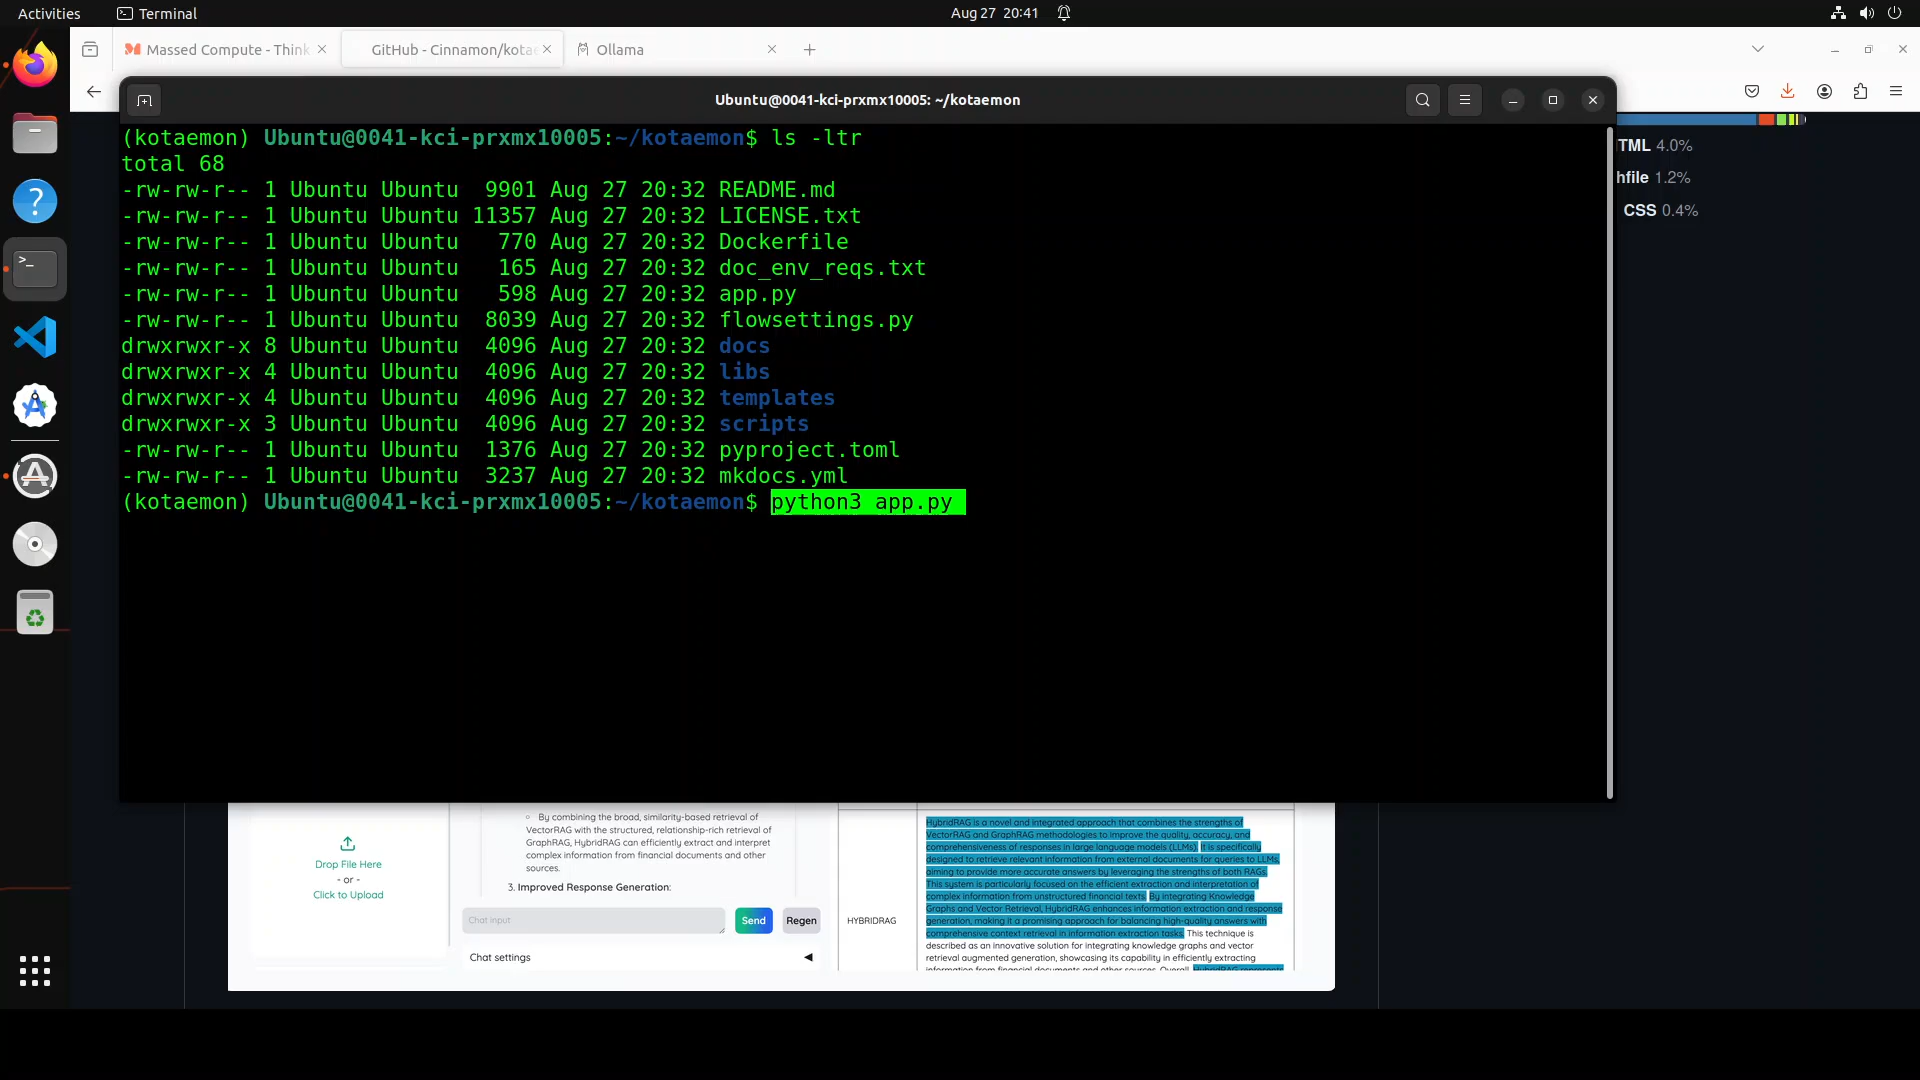 Activities
Terminal
Aug 27 20:41
Massed Compute - Think
GitHub - Cinnamon/kotae
Ollama
Ubuntu@0041-kci-prxmx10005: ~/kotaemon
(kotaemon) Ubuntu@0041-kci-prxmx10005:~/kotaemon$ ls -ltr
total 68
-rw-rw-r-- 1 Ubuntu Ubuntu  9901 Aug 27 20:32 README.md
-rw-rw-r-- 1 Ubuntu Ubuntu 11357 Aug 27 20:32 LICENSE.txt
-rw-rw-r-- 1 Ubuntu Ubuntu   770 Aug 27 20:32 Dockerfile
-rw-rw-r-- 1 Ubuntu Ubuntu   165 Aug 27 20:32 doc_env_reqs.txt
-rw-rw-r-- 1 Ubuntu Ubuntu   598 Aug 27 20:32 app.py
-rw-rw-r-- 1 Ubuntu Ubuntu  8039 Aug 27 20:32 flowsettings.py
drwxrwxr-x 8 Ubuntu Ubuntu  4096 Aug 27 20:32 docs
drwxrwxr-x 4 Ubuntu Ubuntu  4096 Aug 27 20:32 libs
drwxrwxr-x 4 Ubuntu Ubuntu  4096 Aug 27 20:32 templates
drwxrwxr-x 3 Ubuntu Ubuntu  4096 Aug 27 20:32 scripts
-rw-rw-r-- 1 Ubuntu Ubuntu  1376 Aug 27 20:32 pyproject.toml
-rw-rw-r-- 1 Ubuntu Ubuntu  3237 Aug 27 20:32 mkdocs.yml
(kotaemon) Ubuntu@0041-kci-prxmx10005:~/kotaemon$ python3 app.py
TML 4.0%
hfile 1.2%
CSS 0.4%
Drop File Here
- or -
Click to Upload
By combining the broad, similarity-based retrieval of
VectorRAG with the structured, relationship-rich retrieval of
GraphRAG, HybridRAG can efficiently extract and interpret
complex information from financial documents and other
sources.
3. Improved Response Generation:
Chat input
Send
Regen
Chat settings
HYBRIDRAG
HybridRAG is a novel and integrated approach that combines the strengths of
VectorRAG and GraphRAG methodologies to improve the quality, accuracy, and
comprehensiveness of responses in large language models (LLMs). It is specifically
designed to retrieve relevant information from external documents for queries to LLMs,
aiming to provide more accurate answers by leveraging the strengths of both RAGs.
This system is particularly focused on the efficient extraction and interpretation of
complex information from unstructured financial texts. By integrating Knowledge
Graphs and Vector Retrieval, HybridRAG enhances information extraction and response
generation, making it a promising approach for balancing high-quality answers with
comprehensive context retrieval in information extraction tasks. This technique is
described as an innovative solution for integrating knowledge graphs and vector
retrieval augmented generation, showcasing its capability in efficiently extracting
information from financial documents and other sources. Overall, HybridRAG represents